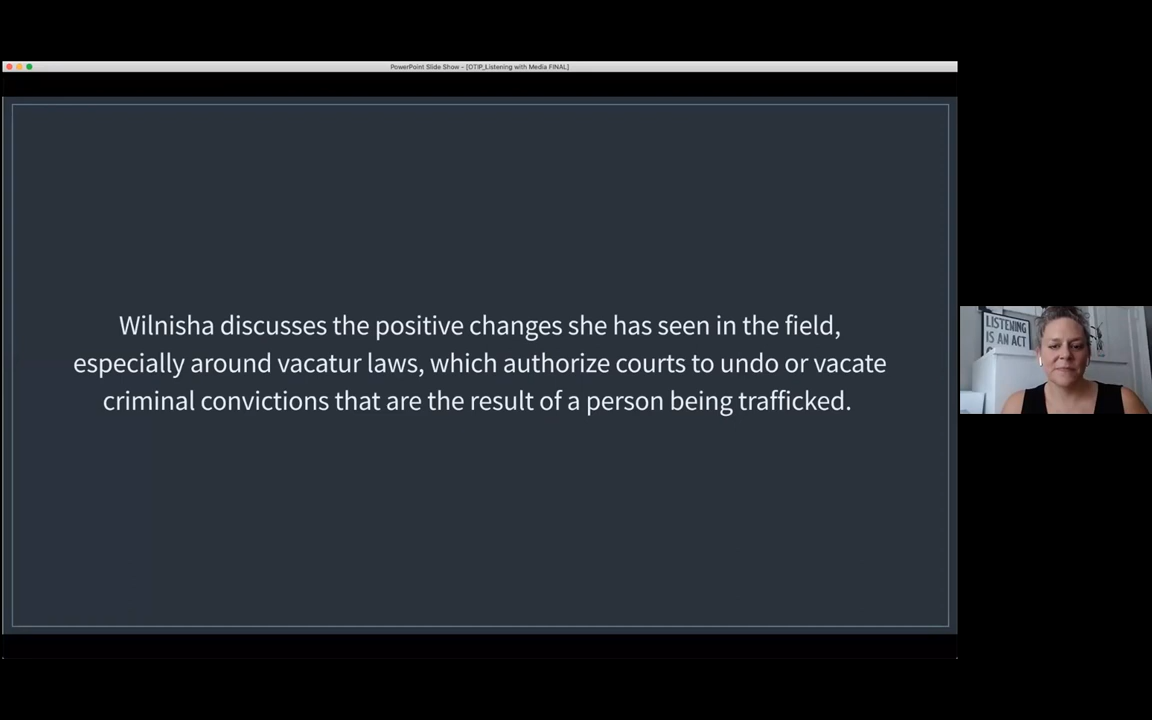 PowerPoint Slide Show - [OTIP_Listening with Media FINAL]
Wilnisha discusses the positive changes she has seen in the field,
especially around vacatur laws, which authorize courts to undo or vacate
criminal convictions that are the result of a person being trafficked.
LISTENING
IS AN ACT